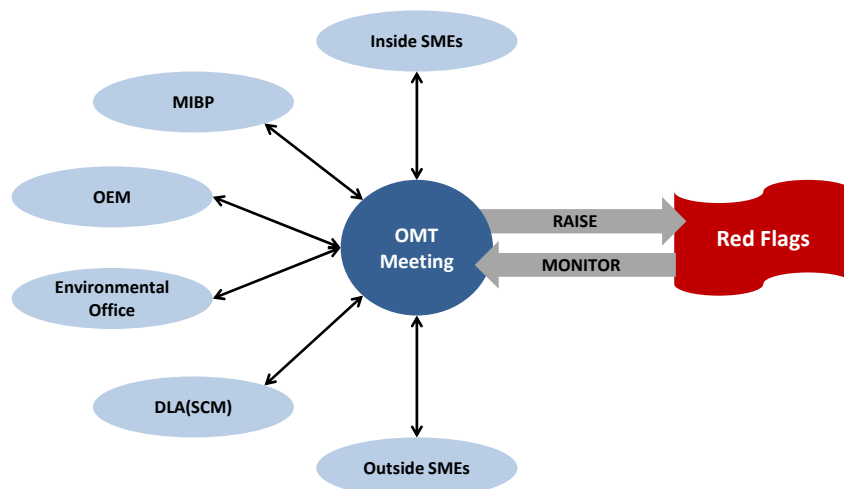 Inside SMEs
MIBP
OEM
Environmental
Office
DLA(SCM)
Outside SMEs
OMT
Meeting
RAISE
MONITOR
Red Flags